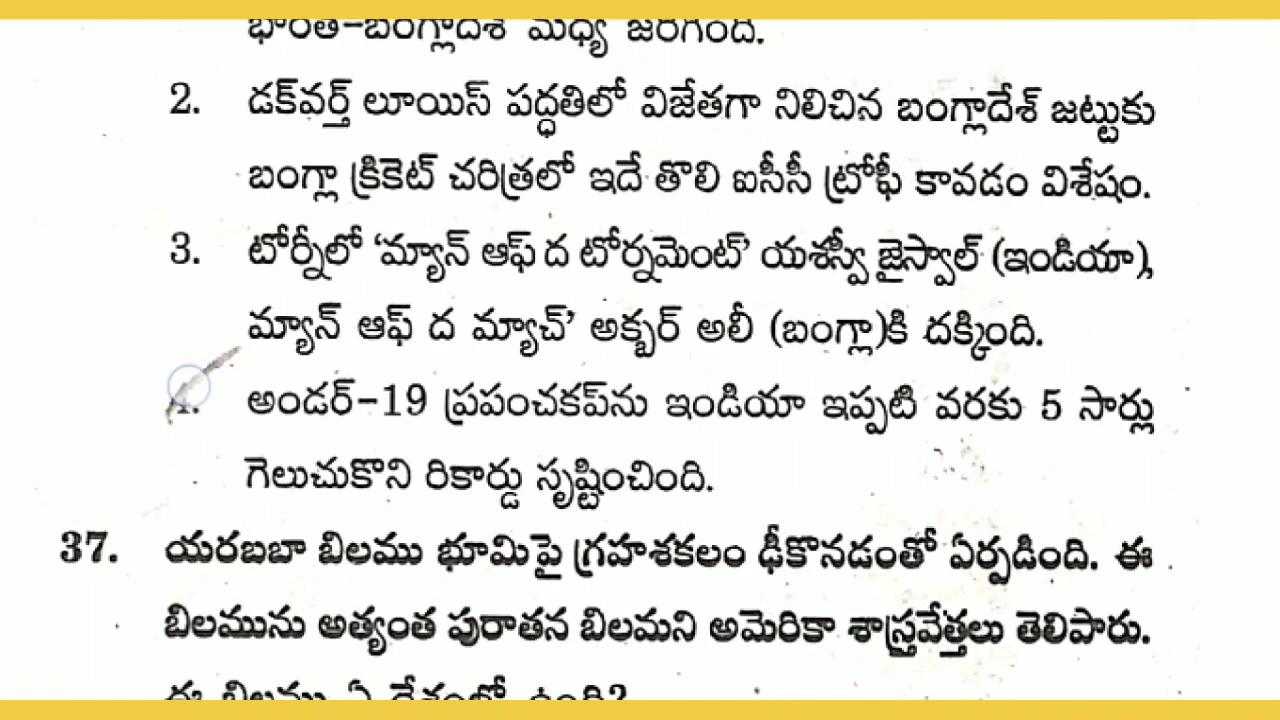 భారత-బంగ్లాదేశ్ మధ్య జరిగింది.
2. డక్‌వర్త్ లూయిస్ పద్ధతిలో విజేతగా నిలిచిన బంగ్లాదేశ్ జట్టుకు
బంగ్లా క్రికెట్ చరిత్రలో ఇదే తొలి ఐసీసీ ట్రోఫీ కావడం విశేషం.
3. టోర్నీలో ‘మ్యాన్ ఆఫ్ ద టోర్నమెంట్’ యశస్వీ జైస్వాల్ (ఇండియా),
మ్యాన్ ఆఫ్ ద మ్యాచ్’ అక్బర్ అలీ (బంగ్లా)కి దక్కింది.
4. అండర్-19 ప్రపంచకప్‌ను ఇండియా ఇప్పటి వరకు 5 సార్లు
గెలుచుకొని రికార్డు సృష్టించింది.
37. యరబబా బిలము భూమిపై గ్రహశకలం ఢీకొనడంతో ఏర్పడింది. ఈ
బిలమును అత్యంత పురాతన బిలమని అమెరికా శాస్త్రవేత్తలు తెలిపారు.
ఈ బిలము ఏ దేశంలో ఉంది?